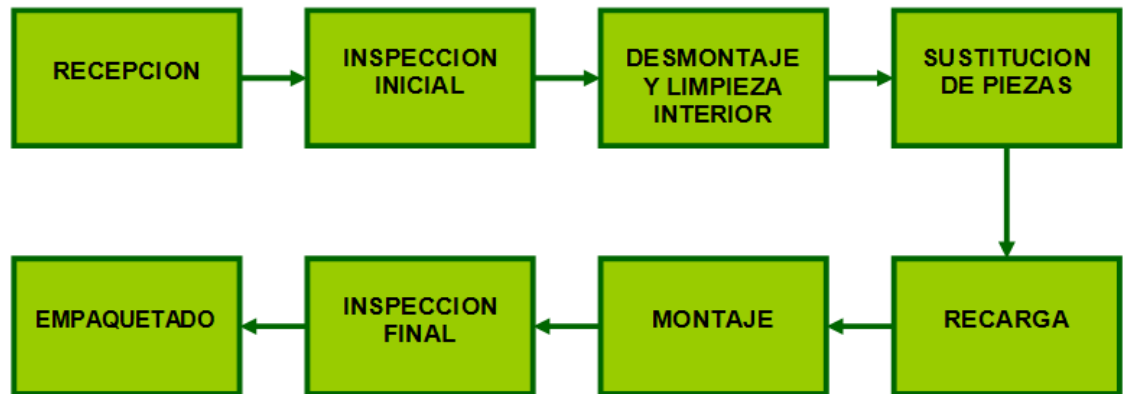 RECEPCION
INSPECCION
INICIAL
DESMONTAJE
Y LIMPIEZA
INTERIOR
SUSTITUCION
DE PIEZAS
EMPAQUETADO
INSPECCION
FINAL
MONTAJE
RECARGA